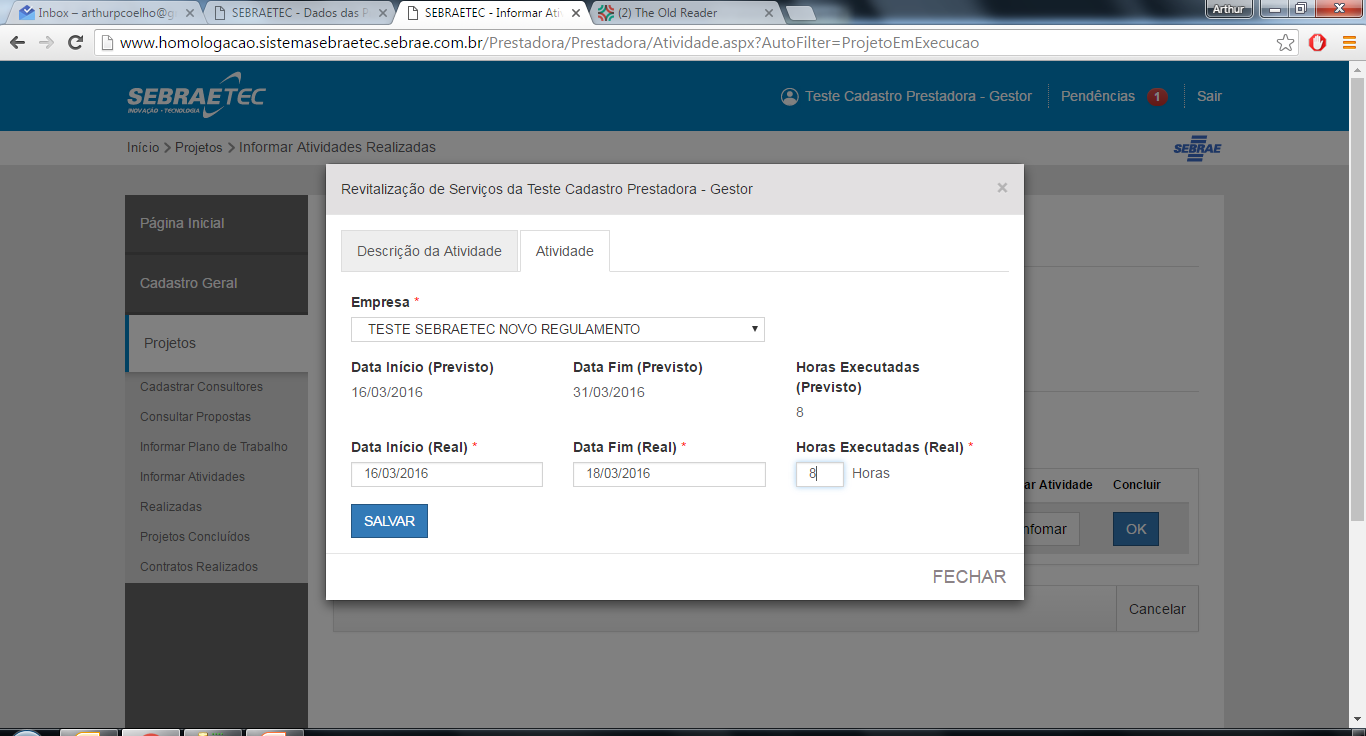 Inbox – arthurpcoelho@g
SEBRAETEC - Dados das P
SEBRAETEC - Informar Ativ
(2) The Old Reader
Arthur
www.homologacao.sistemasebraetec.sebrae.com.br/Prestadora/Prestadora/Atividade.aspx?AutoFilter=ProjetoEmExecucao
SEBRAETEC
INOVAÇÃO - TECNOLOGIA
Teste Cadastro Prestadora - Gestor
Pendências 1
Sair
Início > Projetos > Informar Atividades Realizadas
SEBRAE
Página Inicial
Cadastro Geral
Projetos
Cadastrar Consultores
Consultar Propostas
Informar Plano de Trabalho
Informar Atividades
Realizadas
Projetos Concluídos
Contratos Realizados
Revitalização de Serviços da Teste Cadastro Prestadora - Gestor
×
Descrição da Atividade
Atividade
Empresa *
TESTE SEBRAETEC NOVO REGULAMENTO
Data Início (Previsto)
16/03/2016
Data Fim (Previsto)
31/03/2016
Horas Executadas
(Previsto)
8
Data Início (Real) *
16/03/2016
Data Fim (Real) *
18/03/2016
Horas Executadas (Real) *
8 Horas
SALVAR
FECHAR
ar Atividade
Concluir
nfomar
OK
Cancelar